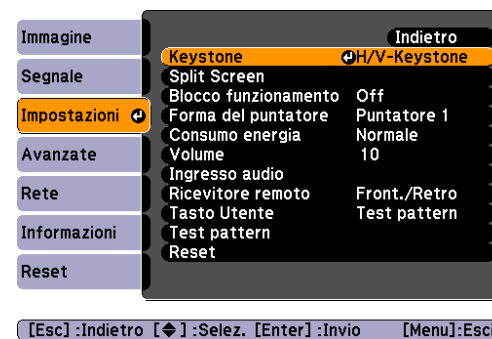 Immagine
Segnale
Impostazioni
Avanzate
Rete
Informazioni
Reset
Indietro
Keystone H/V-Keystone
Split Screen
Blocco funzionamento Off
Forma del puntatore Puntatore 1
Consumo energia Normale
Volume 10
Ingresso audio
Ricevitore remoto Front./Retro
Tasto Utente Test pattern
Test pattern
Reset
[Esc] :Indietro [◆] :Selez. [Enter] :Invio [Menu]:Esci